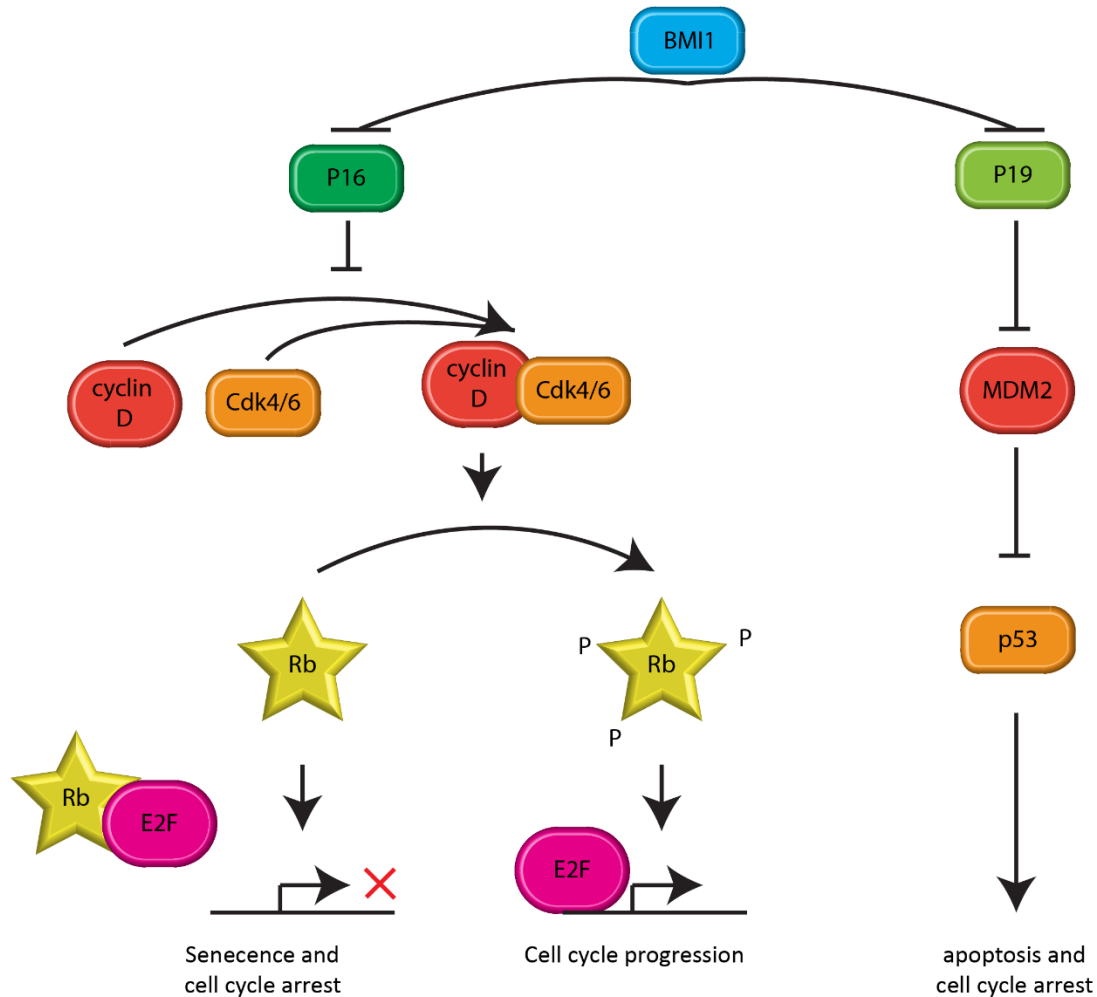 BMI1
P16
P19
cyclin
D
Cdk4/6
cyclin
D
Cdk4/6
MDM2
Rb
P
P
Rb
P
p53
Rb
E2F
E2F
Senecence and
cell cycle arrest
Cell cycle progression
apoptosis and
cell cycle arrest